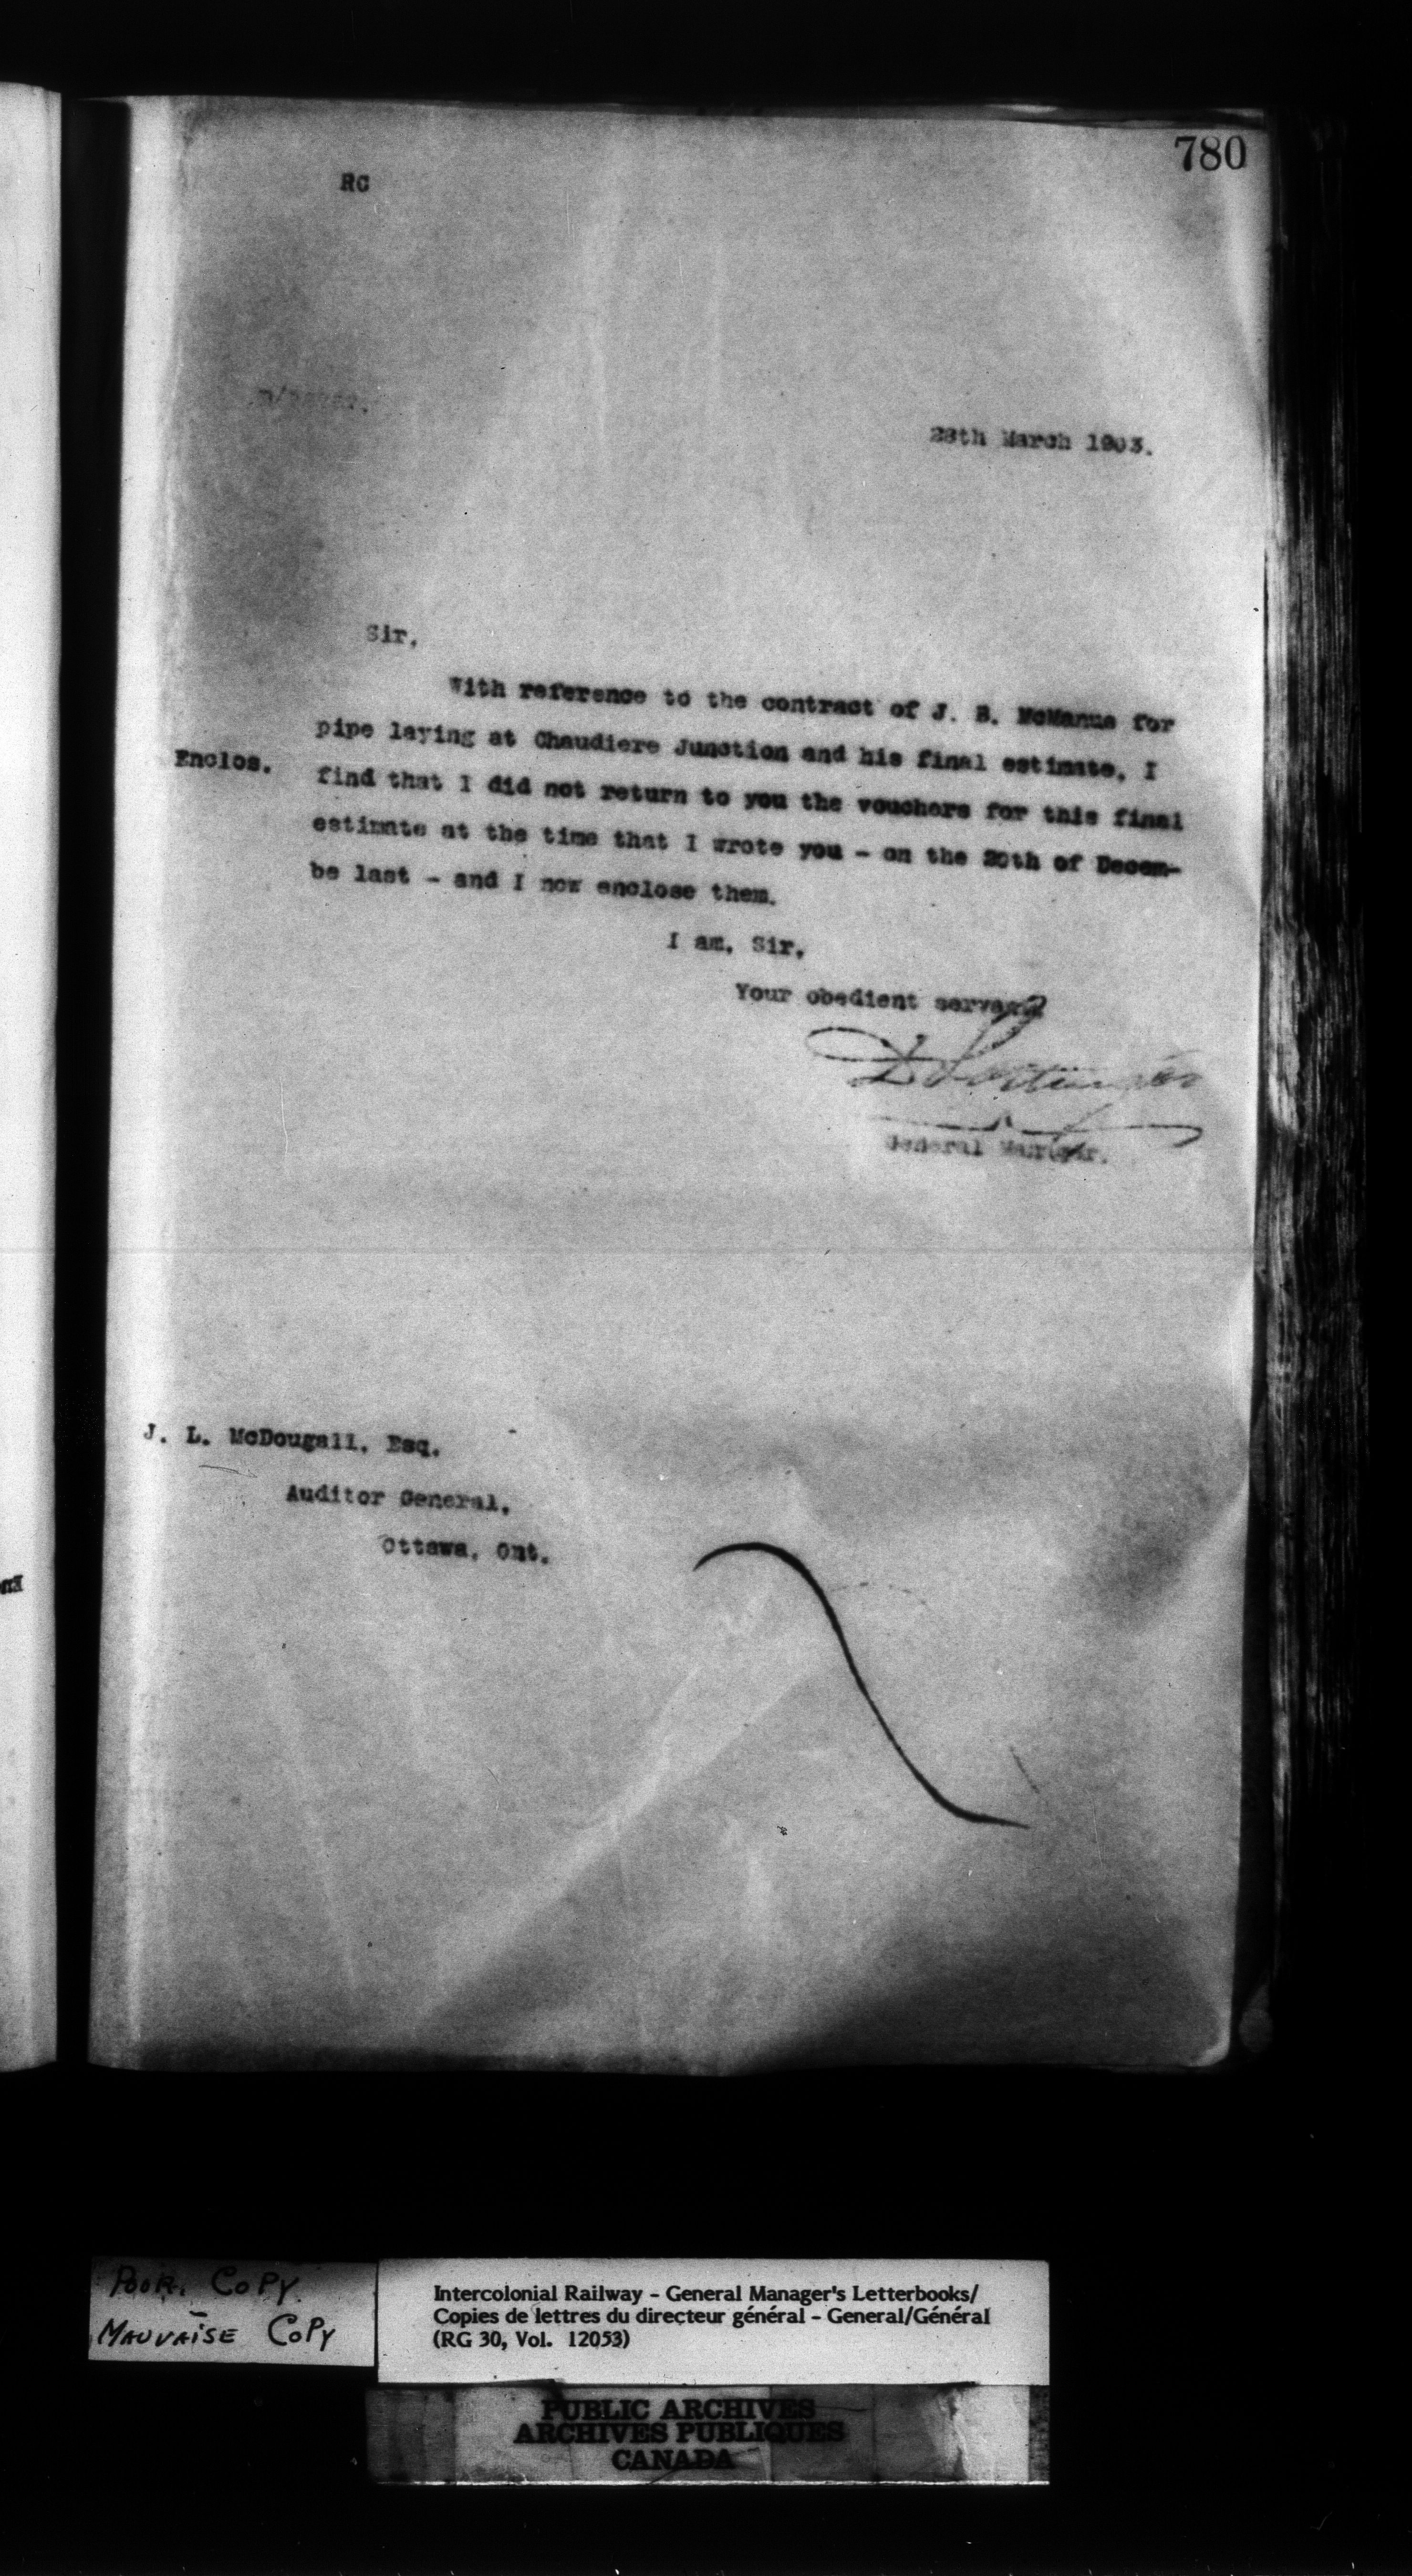 780
RC
28th March 1903.
Sir,
With reference to the contract of J. B. McManus for
pipe laying at Chaudiere Junction and his final estimate, I
Enclos.
find that I did not return to you the vouchers for this final
estimate at the time that I wrote you - on the 20th of Decem-
be last - and I now enclose them.
I am, Sir,
Your obedient servant
D Pottinger
General Manager.
J. L. McDougall, Esq.
Auditor General,
Ottawa, Ont.
POOR COPY
MAUVAISE COPY
Intercolonial Railway - General Manager's Letterbooks/
Copies de lettres du directeur général - General/Général
(RG 30, Vol. 12053)
PUBLIC ARCHIVES
ARCHIVES PUBLIQUES
CANADA